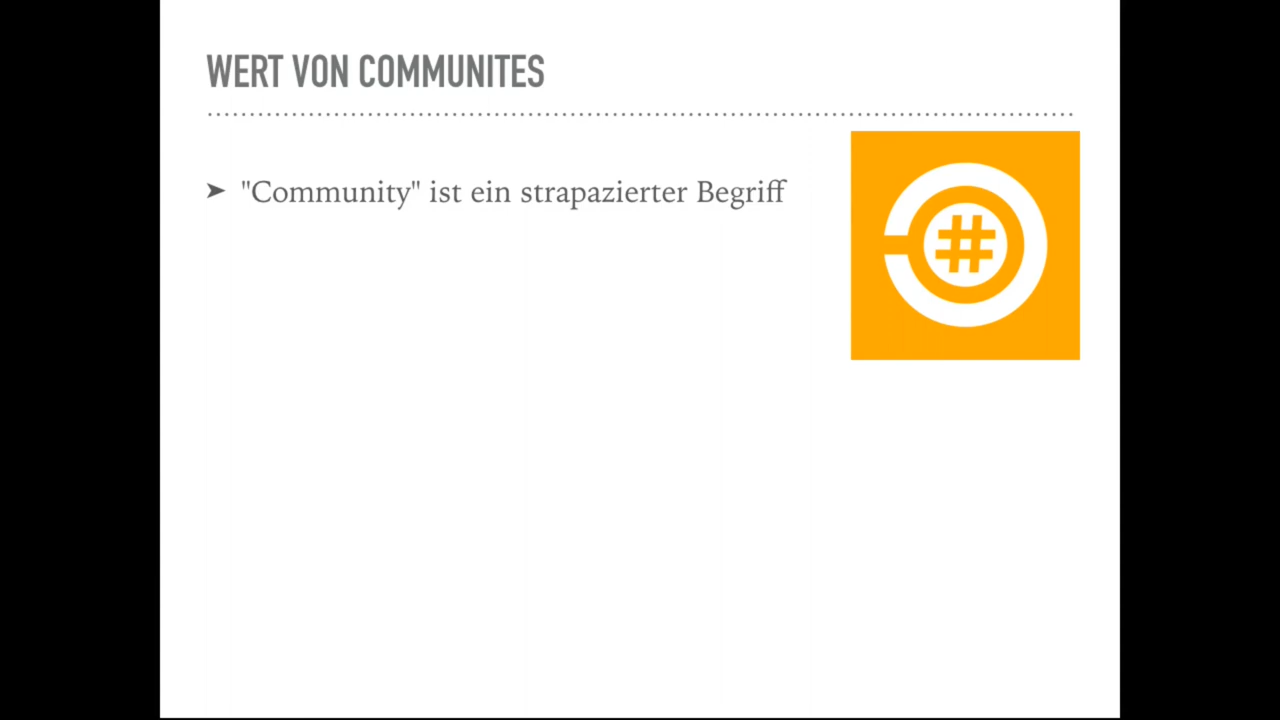 WERT VON COMMUNITES
➤ "Community" ist ein strapazierter Begriff
#